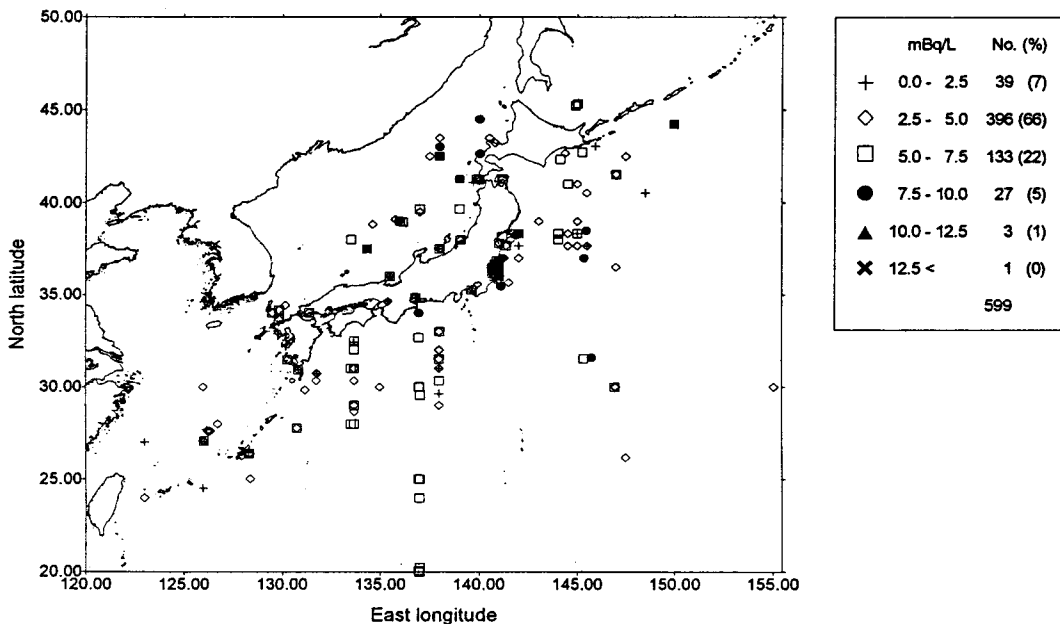 50.00
45.00
40.00
35.00
30.00
25.00
20.00
North latitude
120.00 125.00 130.00 135.00 140.00 145.00 150.00 155.00
East longitude
mBq/L No. (%)
0.0 - 2.5 39 (7)
2.5 - 5.0 396 (66)
5.0 - 7.5 133 (22)
7.5 - 10.0 27 (5)
10.0 - 12.5 3 (1)
12.5 < 1 (0)
599